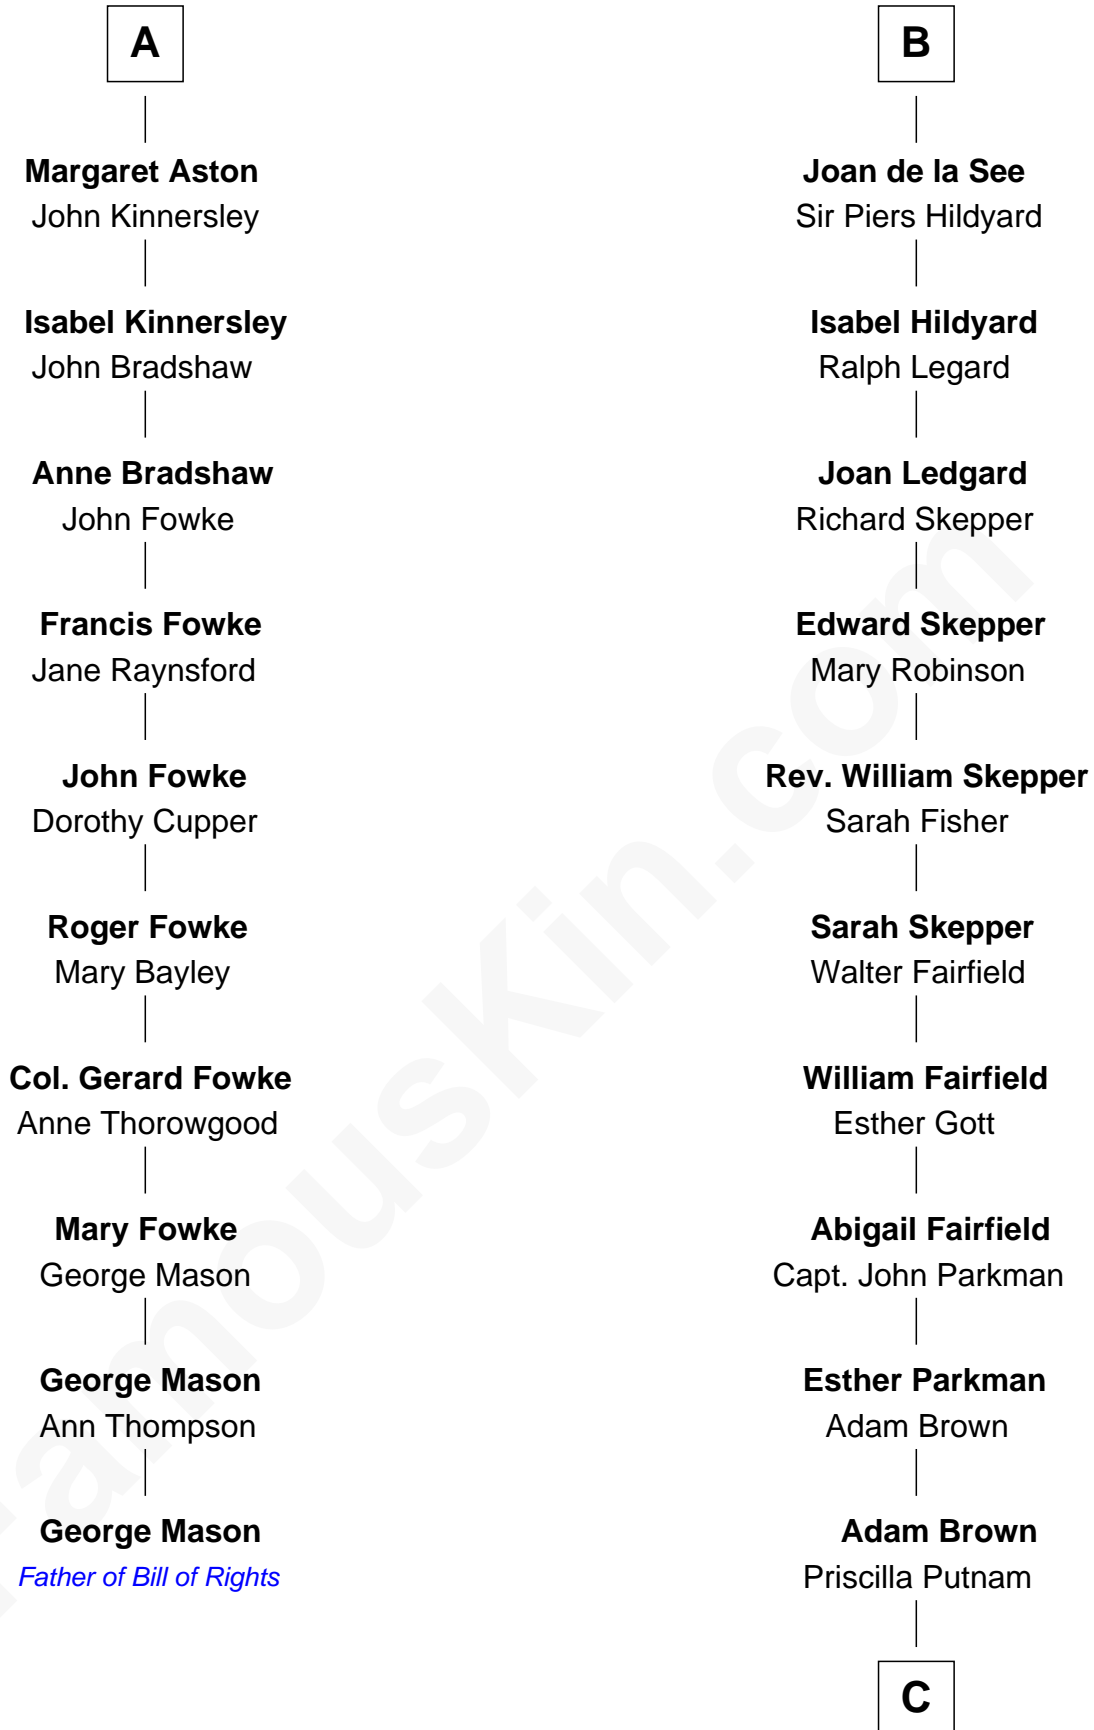 A
Margaret Aston
John Kinnersley
Isabel Kinnersley
John Bradshaw
Anne Bradshaw
John Fowke
Francis Fowke
Jane Raynsford
John Fowke
Dorothy Cupper
Roger Fowke
Mary Bayley
Col. Gerard Fowke
Anne Thorowgood
Mary Fowke
George Mason
George Mason
Ann Thompson
George Mason
Father of Bill of Rights
B
Joan de la See
Sir Piers Hildyard
Isabel Hildyard
Ralph Legard
Joan Ledgard
Richard Skepper
Edward Skepper
Mary Robinson
Rev. William Skepper
Sarah Fisher
Sarah Skepper
Walter Fairfield
William Fairfield
Esther Gott
Abigail Fairfield
Capt. John Parkman
Esther Parkman
Adam Brown
Adam Brown
Priscilla Putnam
C
FamousKin.com